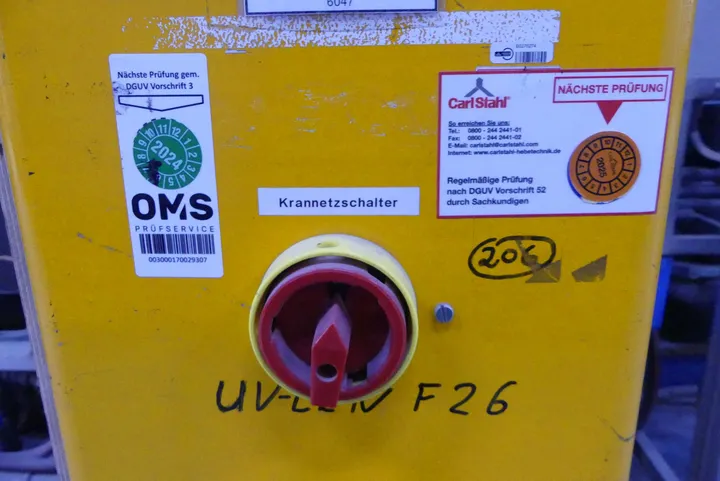 6047
Nächste Prüfung gem.
DGUV Vorschrift 3
2024
OMS
PRÜFSERVICE
003000170029307
Krannetzschalter
CarlStahl
So erreichen Sie uns:
Tel.: 0800 - 244 2441-01
Fax: 0800 - 244 2441-02
E-Mail: carlstahl@carlstahl.com
Internet: www.carlstahl-hebetechnik.de
Regelmäßige Prüfung
nach DGUV Vorschrift 52
durch Sachkundigen
NÄCHSTE PRÜFUNG
2025
206
UV- F26